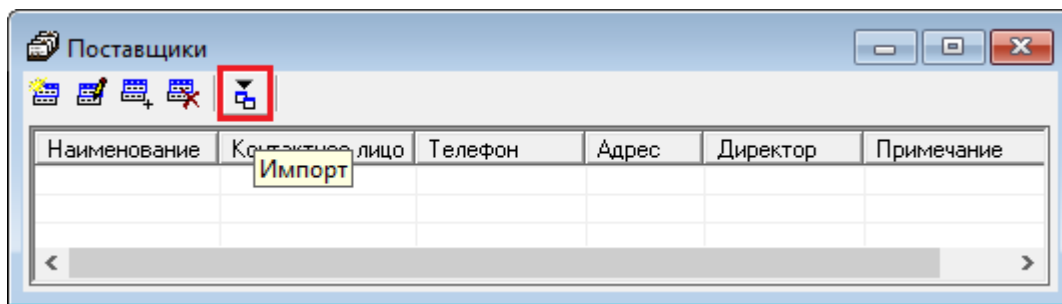 Поставщики
Наименование Контактное лицо Телефон Адрес Директор Примечание
Импорт